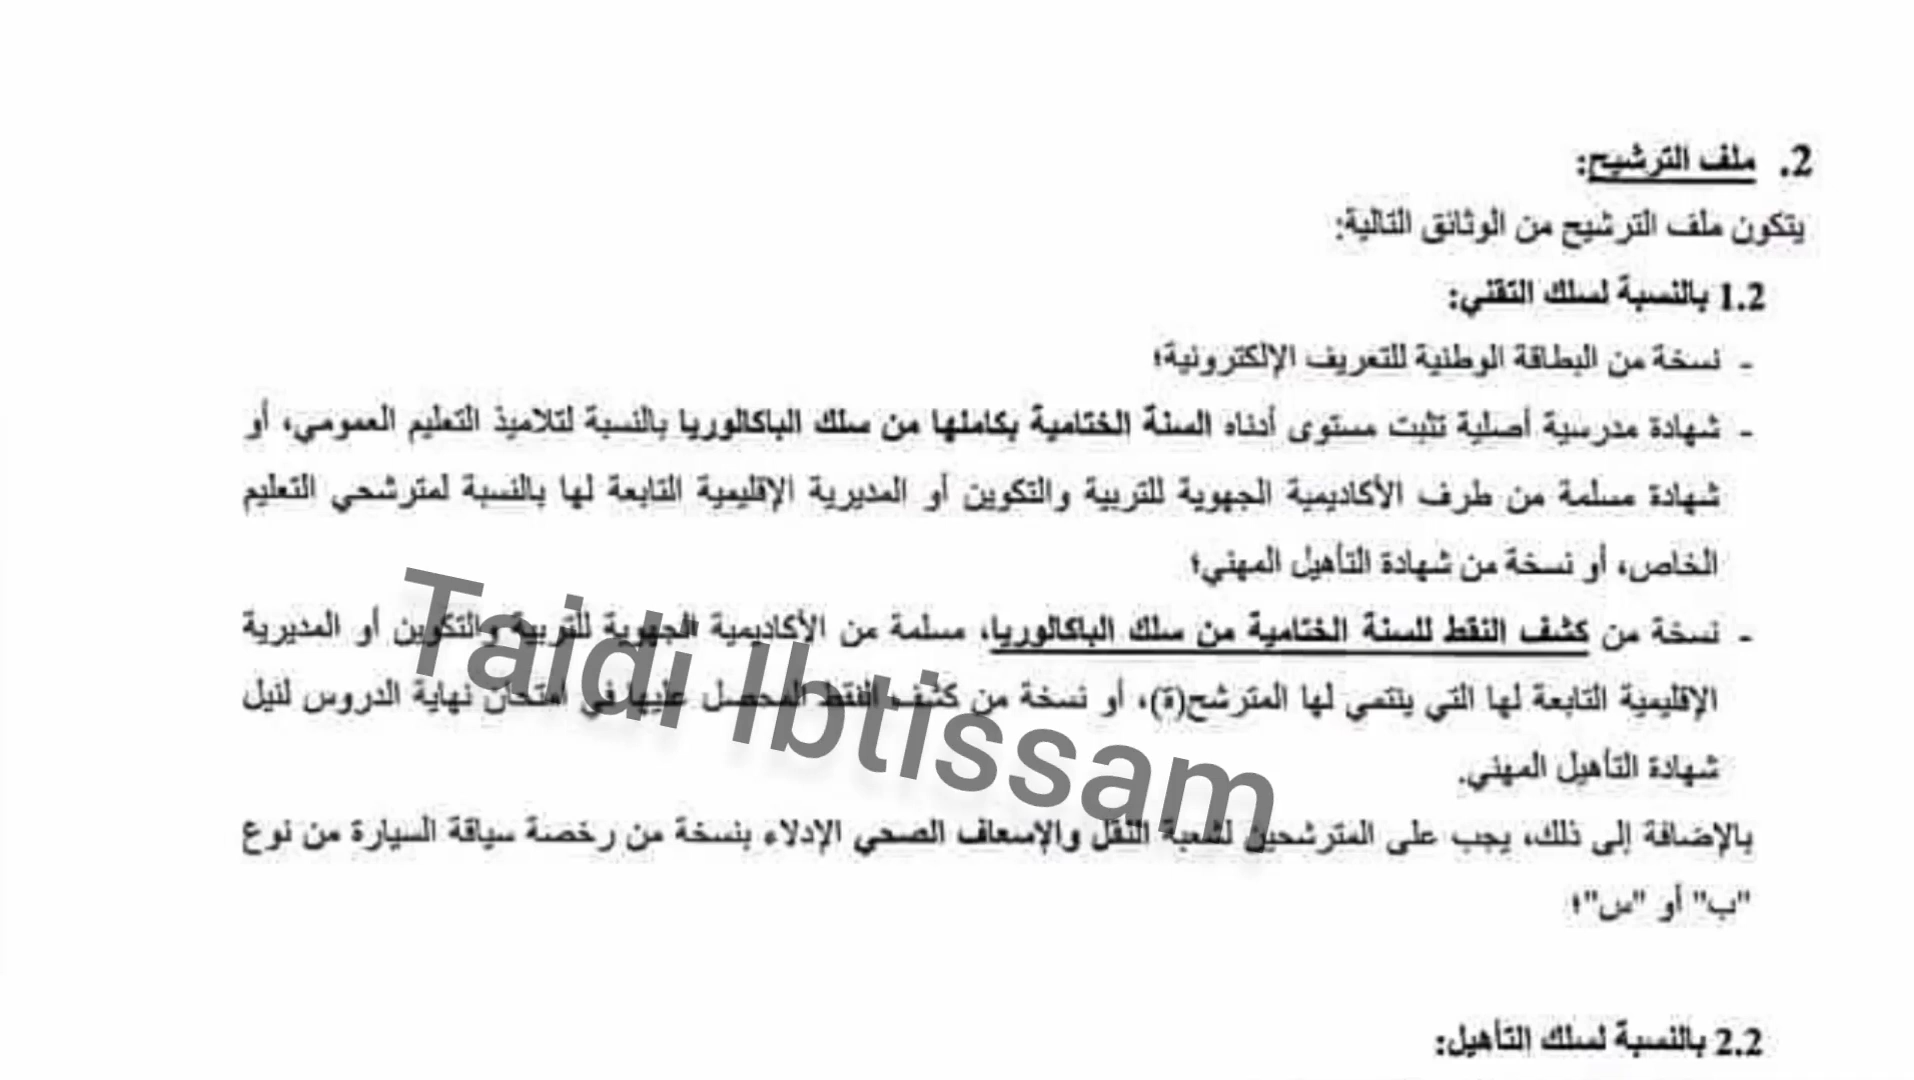 2. ملف الترشيح:
يتكون ملف الترشيح من الوثائق التالية:
1.2 بالنسبة لسلك التقني:
- نسخة من البطاقة الوطنية للتعريف الإلكترونية؛
- شهادة مدرسية أصلية تثبت مستوى أدناه السنة الختامية بكاملها من سلك الباكالوريا بالنسبة لتلاميذ التعليم العمومي، أو
شهادة مسلمة من طرف الأكاديمية الجهوية للتربية والتكوين أو المديرية الإقليمية التابعة لها بالنسبة لمترشحي التعليم
الخاص، أو نسخة من شهادة التأهيل المهني؛
- نسخة من كشف النقط للسنة الختامية من سلك الباكالوريا، مسلمة من الأكاديمية الجهوية للتربية والتكوين أو المديرية
الإقليمية التابعة لها التي ينتمي لها المترشح(ة)، أو نسخة من كشف النقط المحصل عليها في امتحان نهاية الدروس لنيل
شهادة التأهيل المهني.
بالإضافة إلى ذلك، يجب على المترشحين لشعبة النقل والإسعاف الصحي الإدلاء بنسخة من رخصة سياقة السيارة من نوع
"ب" أو "س"؛
2.2 بالنسبة لسلك التأهيل:
Taidi Ibtissam